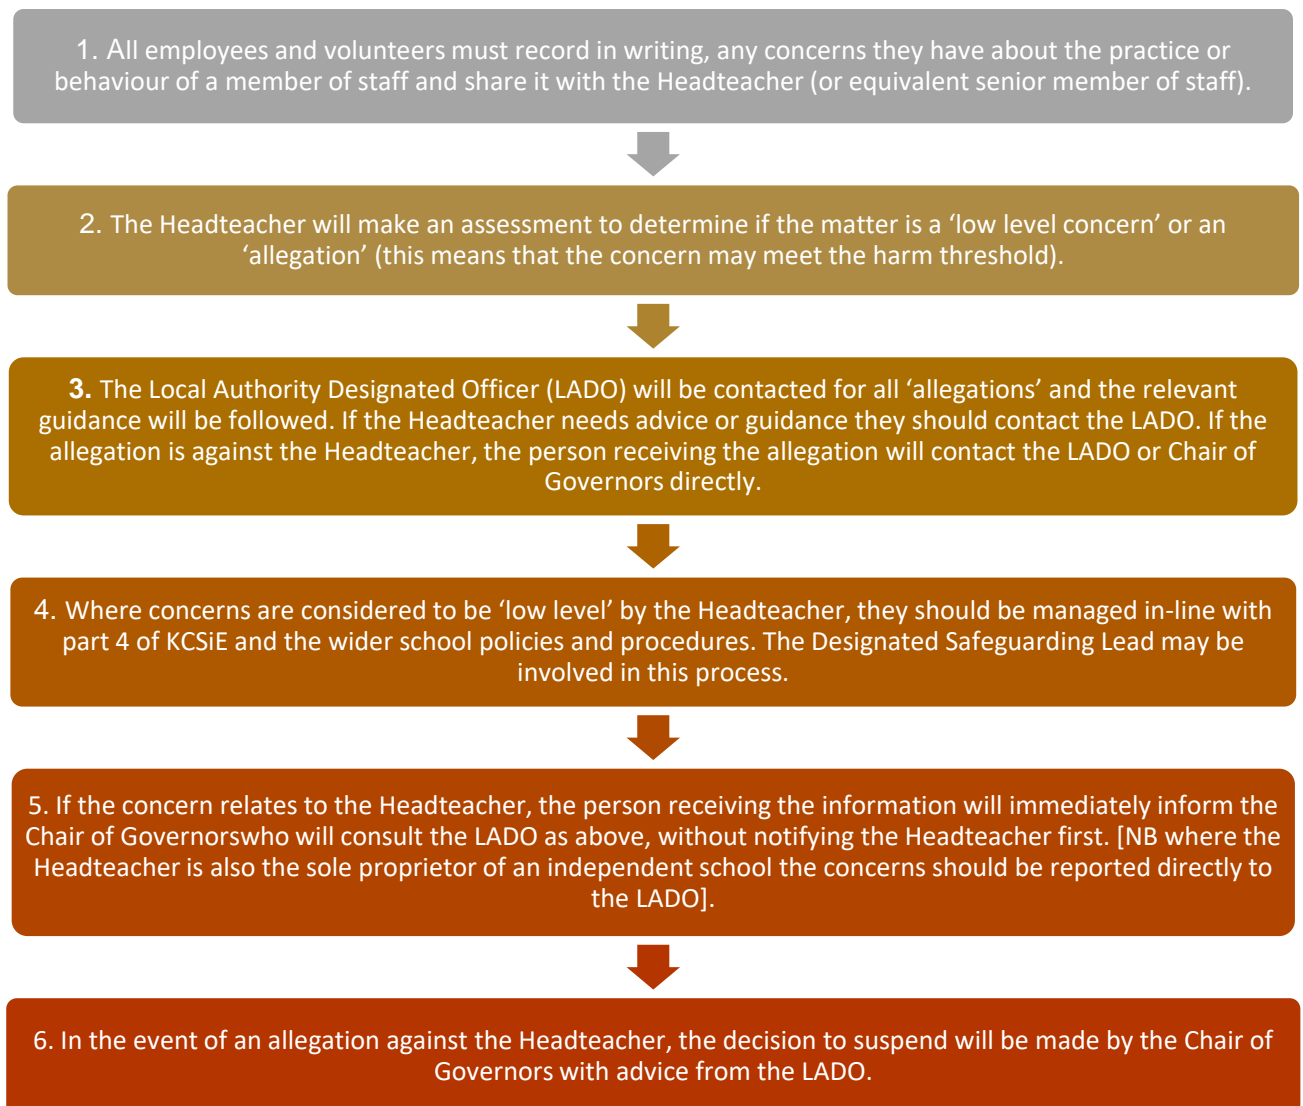 1. All employees and volunteers must record in writing, any concerns they have about the practice or
behaviour of a member of staff and share it with the Headteacher (or equivalent senior member of staff).
2. The Headteacher will make an assessment to determine if the matter is a ‘low level concern’ or an
‘allegation’ (this means that the concern may meet the harm threshold).
3. The Local Authority Designated Officer (LADO) will be contacted for all ‘allegations’ and the relevant
guidance will be followed. If the Headteacher needs advice or guidance they should contact the LADO. If the
allegation is against the Headteacher, the person receiving the allegation will contact the LADO or Chair of
Governors directly.
4. Where concerns are considered to be ‘low level’ by the Headteacher, they should be managed in-line with
part 4 of KCSiE and the wider school policies and procedures. The Designated Safeguarding Lead may be
involved in this process.
5. If the concern relates to the Headteacher, the person receiving the information will immediately inform the
Chair of Governorswho will consult the LADO as above, without notifying the Headteacher first. [NB where the
Headteacher is also the sole proprietor of an independent school the concerns should be reported directly to
the LADO].
6. In the event of an allegation against the Headteacher, the decision to suspend will be made by the Chair of
Governors with advice from the LADO.